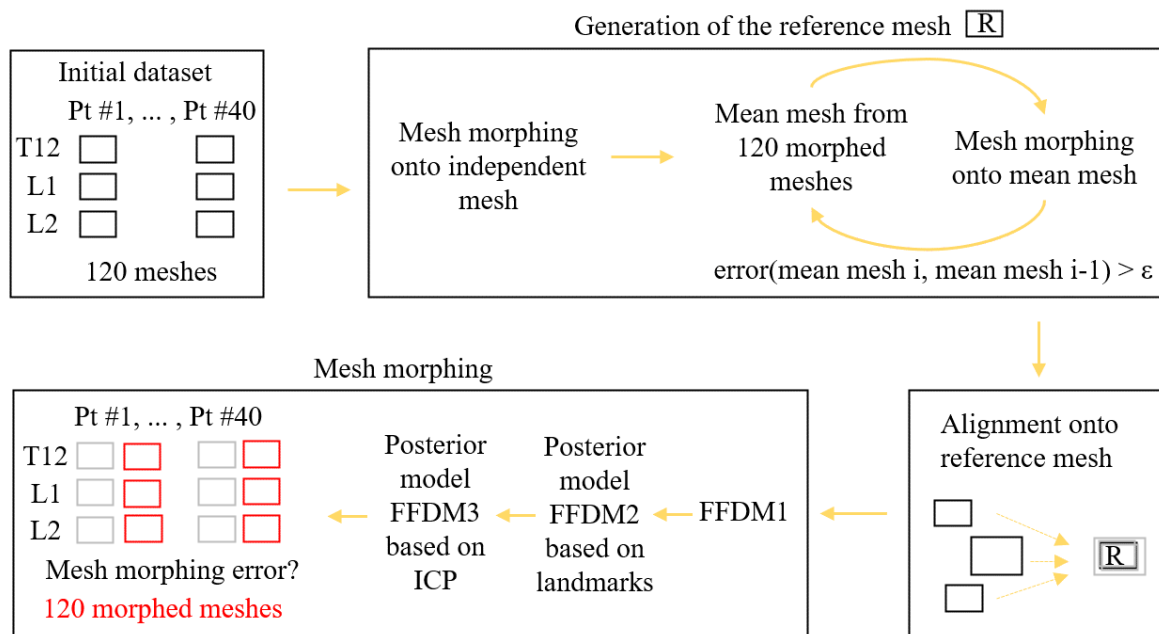 Generation of the reference mesh R
Initial dataset
Pt #1, ... , Pt #40
T12
L1
L2
120 meshes
Mesh morphing
onto independent
mesh
Mean mesh from
120 morphed
meshes
Mesh morphing
onto mean mesh
error(mean mesh i, mean mesh i-1) > ε
Alignment onto
reference mesh
R
Mesh morphing
FFDM1
Posterior
model
FFDM2
based on
landmarks
Posterior
model
FFDM3
based on
ICP
Pt #1, ... , Pt #40
T12
L1
L2
Mesh morphing error?
120 morphed meshes